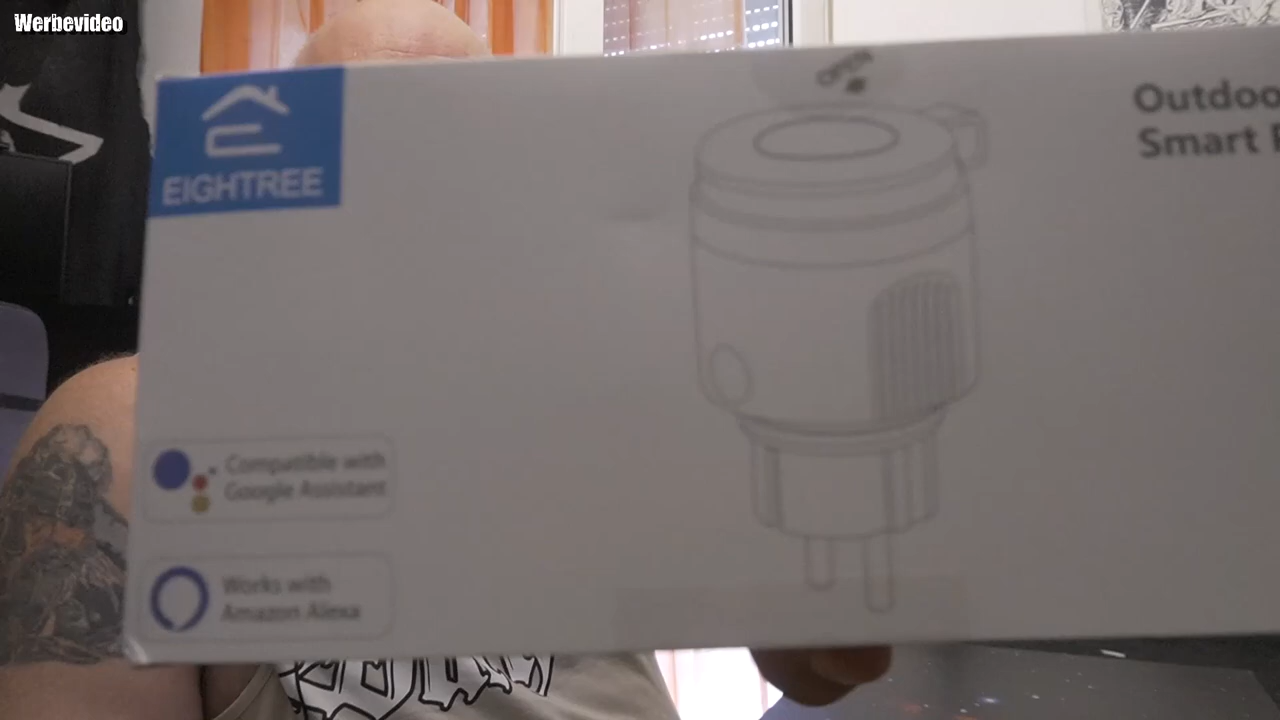 Werbevideo
EIGHTREE
Outdoo
Smart
Compatible with
Google Assistant
Works with
Amazon Alexa